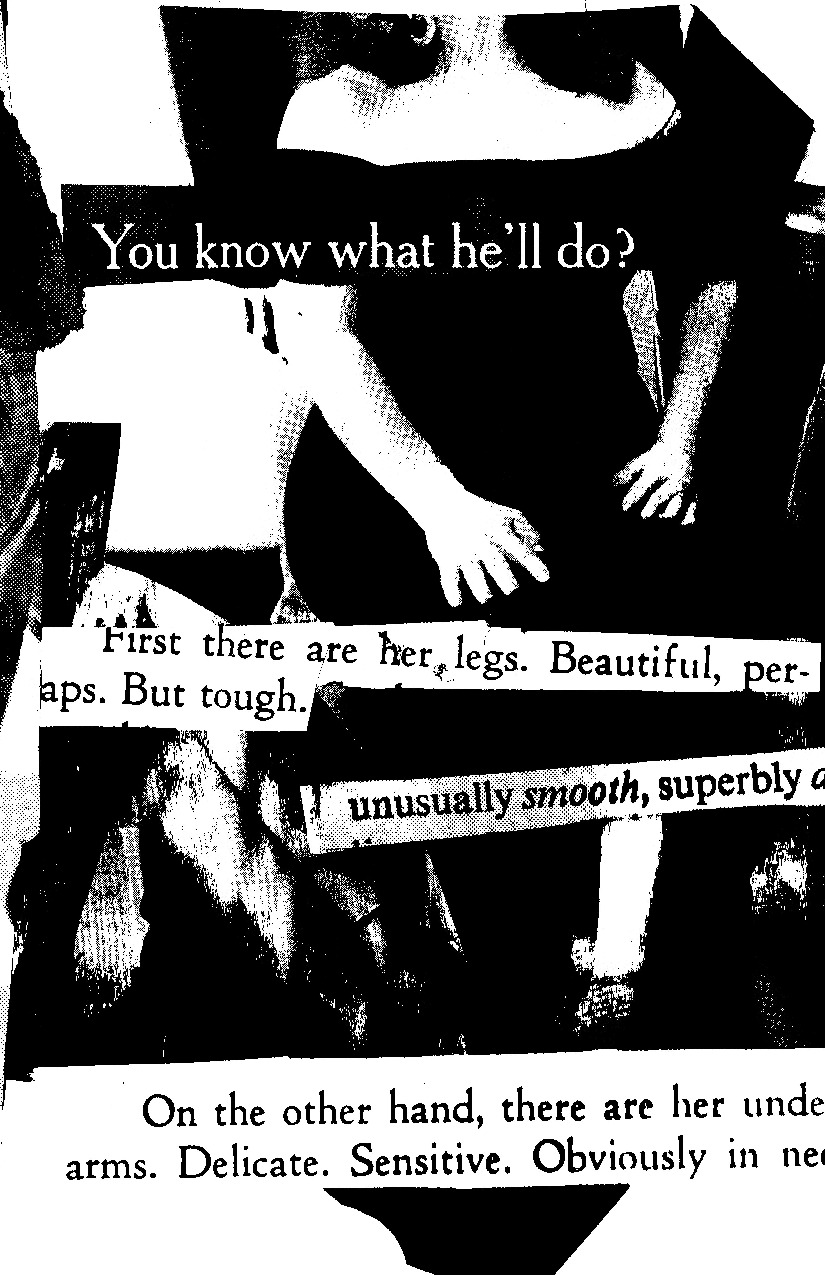 You know what he'll do?
First there are her legs. Beautiful, per-
aps. But tough.
unusually smooth, superbly
On the other hand, there are her unde
arms. Delicate. Sensitive. Obviously in